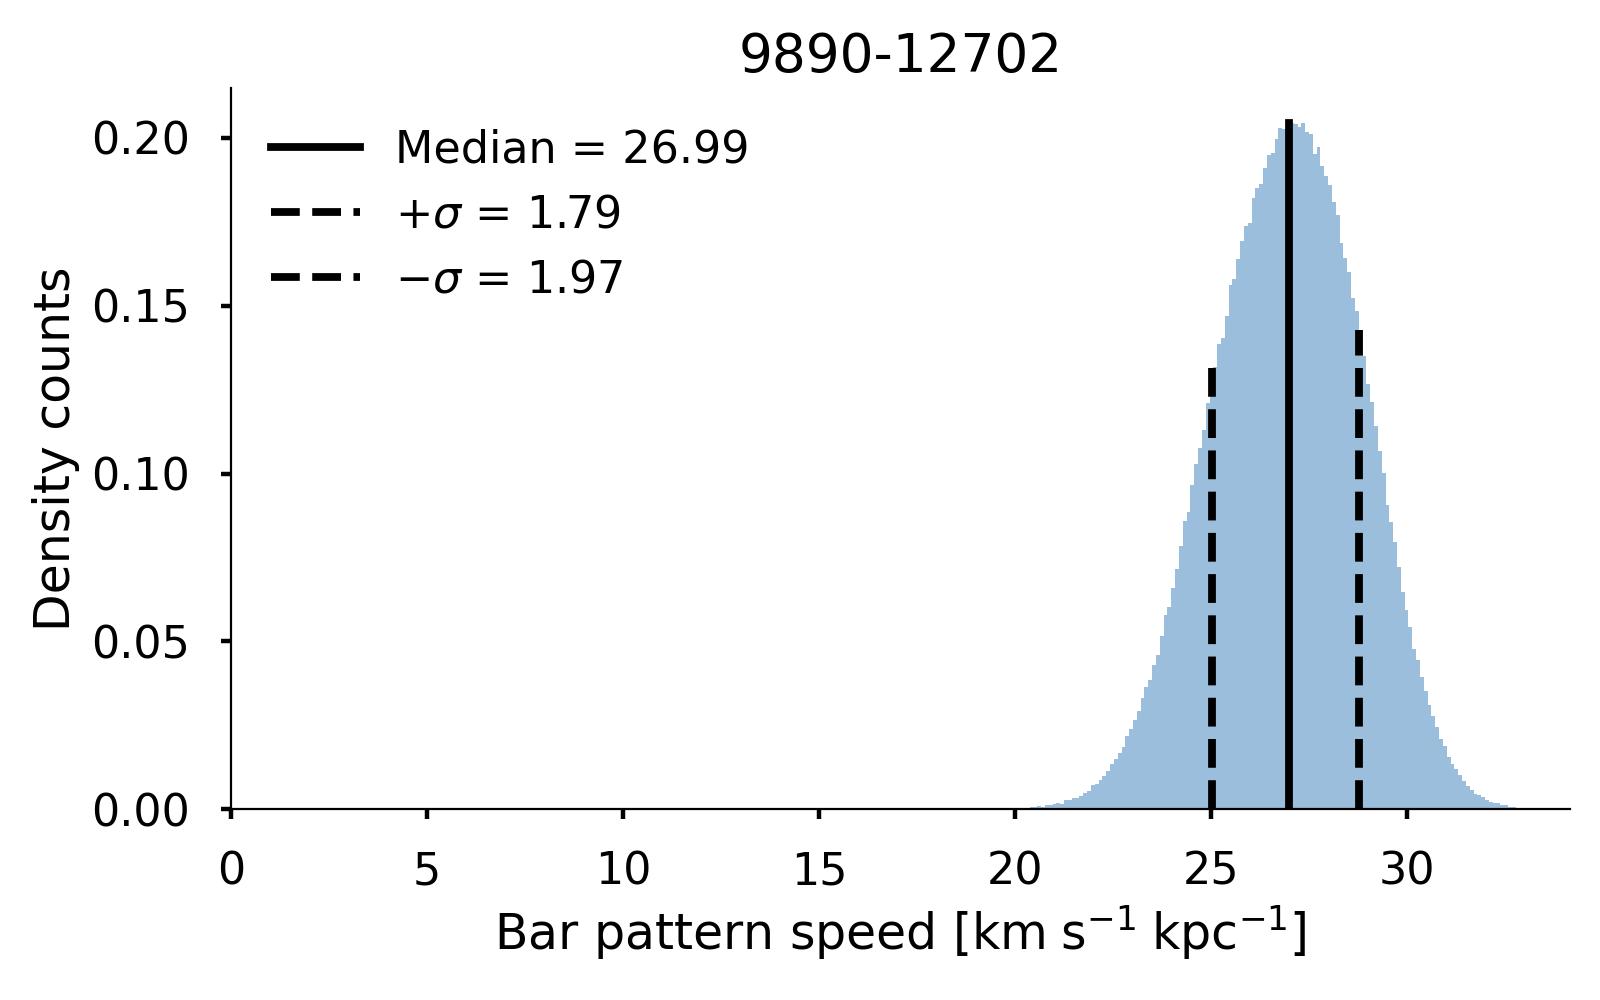 9890-12702
Median = 26.99
+σ = 1.79
−σ = 1.97
Density counts
0.20
0.15
0.10
0.05
0.00
0 5 10 15 20 25 30
Bar pattern speed [km s⁻¹ kpc⁻¹]